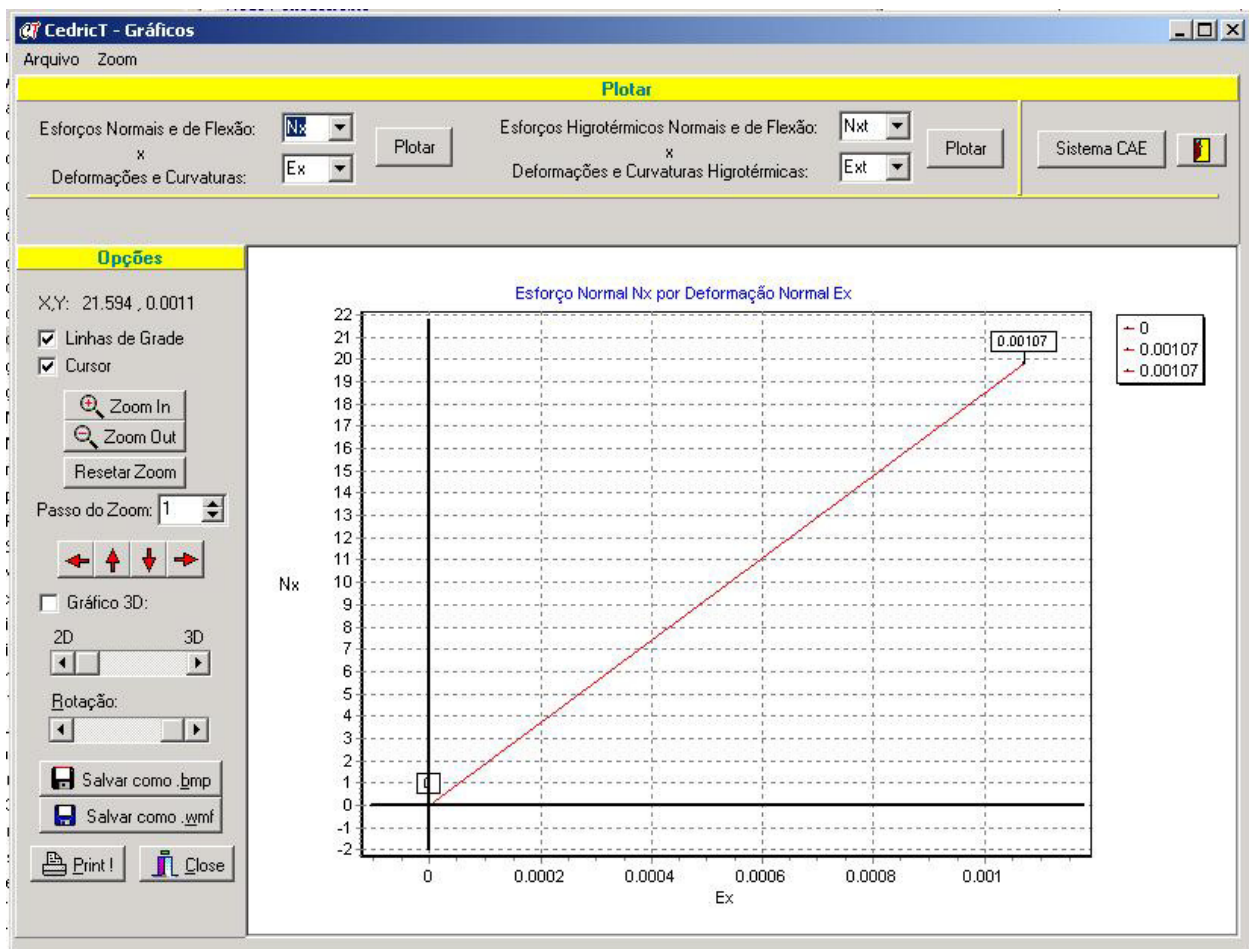 CedricT - Gráficos
Arquivo Zoom
Plotar
Esforços Normais e de Flexão:
x
Deformações e Curvaturas:
Nx
Ex
Plotar
Esforços Higrotérmicos Normais e de Flexão:
x
Deformações e Curvaturas Higrotérmicas:
Nxt
Ext
Plotar
Sistema CAE
Opções
X,Y: 21.594 , 0.0011
Linhas de Grade
Cursor
Zoom In
Zoom Out
Resetar Zoom
Passo do Zoom: 1
Gráfico 3D:
2D 3D
Rotação:
Salvar como .bmp
Salvar como .wmf
Print !
Close
Esforço Normal Nx por Deformação Normal Ex
22
21
20
19
18
17
16
15
14
13
12
11
10
9
8
7
6
5
4
3
2
1
0
-1
-2
Nx
0.00107
0 0.0002 0.0004 0.0006 0.0008 0.001
Ex
0
0.00107
0.00107